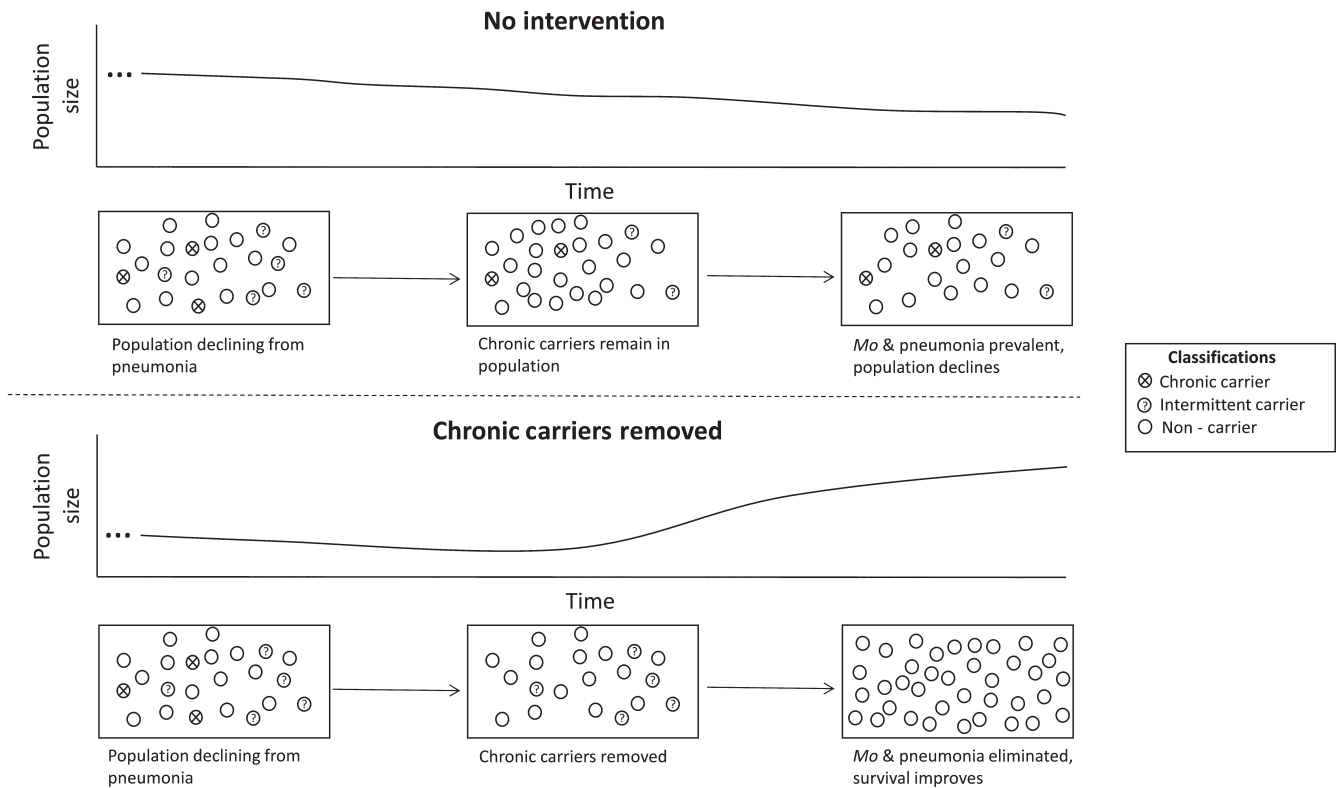 No intervention
Population
size
...
Time
Population declining from
pneumonia
Chronic carriers remain in
population
Mo & pneumonia prevalent,
population declines
Classifications
Chronic carrier
? Intermittent carrier
Non - carrier
Chronic carriers removed
Population
size
...
Time
Population declining from
pneumonia
Chronic carriers removed
Mo & pneumonia eliminated,
survival improves